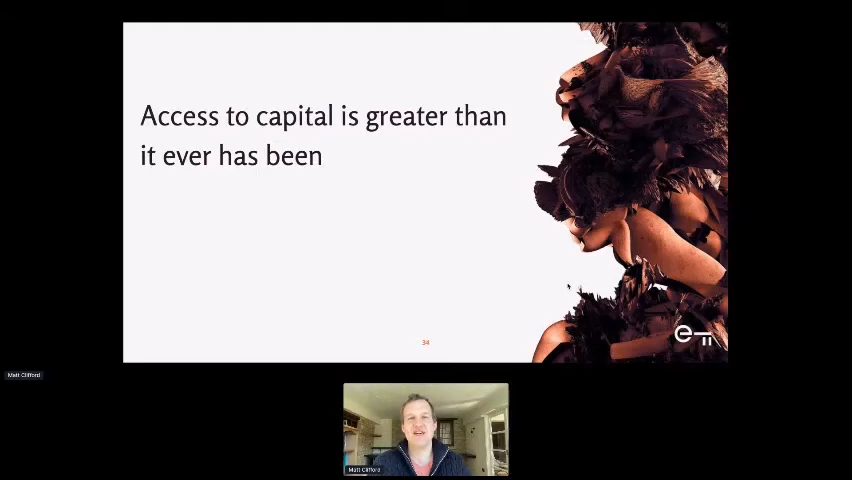 Access to capital is greater than
it ever has been
34
e
Matt Clifford
Matt Clifford